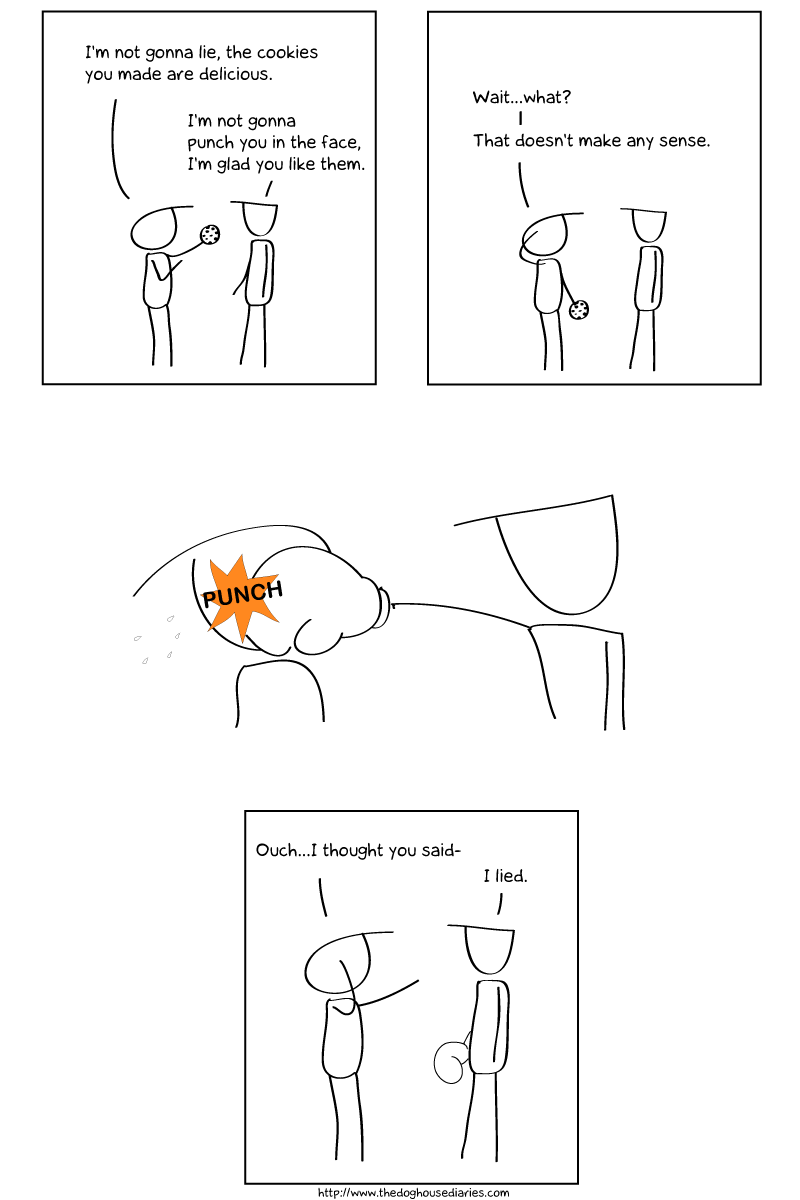 I'm not gonna lie, the cookies
you made are delicious.
I'm not gonna
punch you in the face,
I'm glad you like them.
Wait...what?
That doesn't make any sense.
PUNCH
Ouch...I thought you said-
I lied.
http://www.thedoghousediaries.com